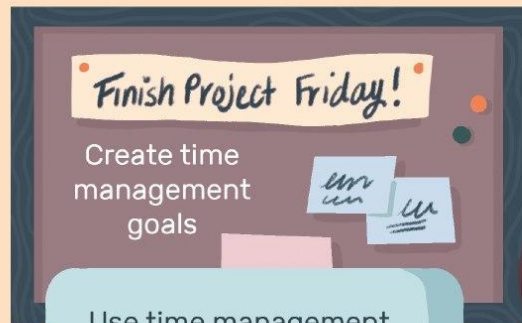 Finish Project Friday!
Create time
management
goals
Use time management